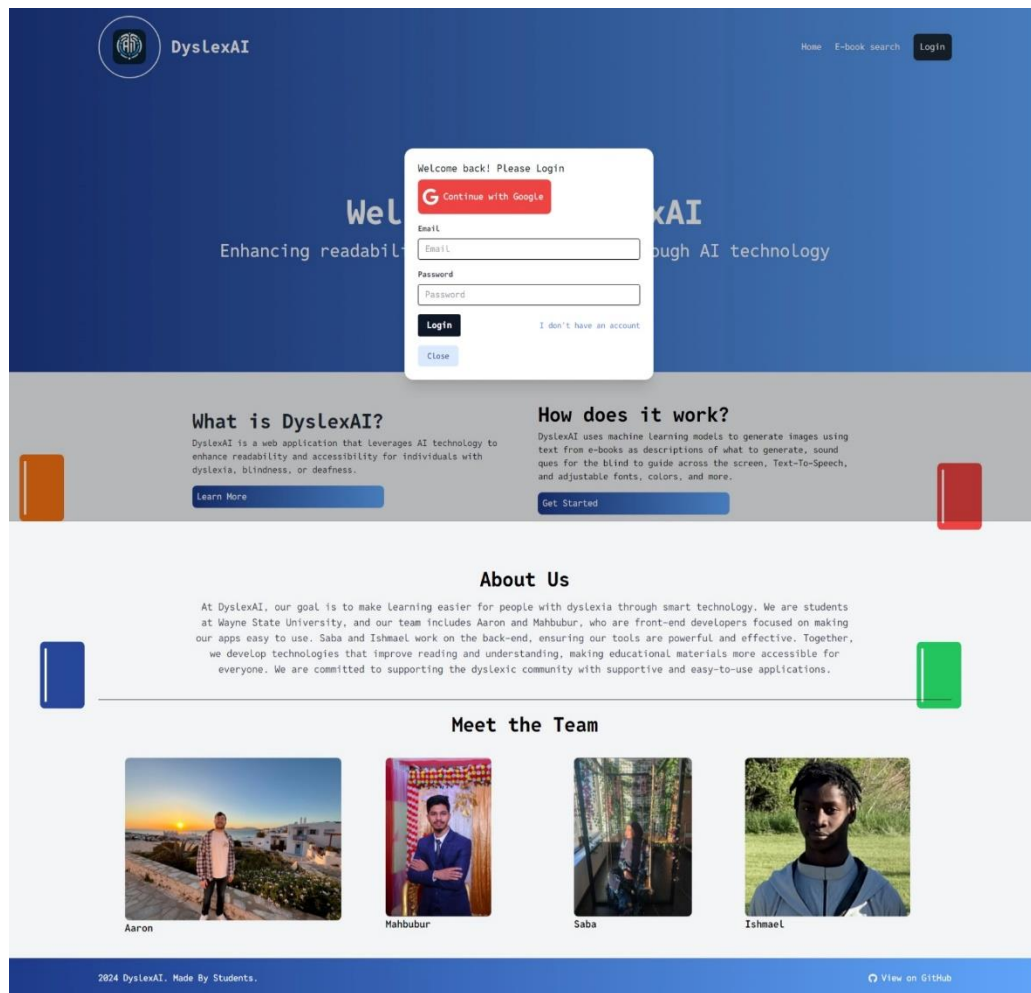 DyslexAI
Home E-book search Login
Welcome back! Please Login
Continue with Google
Email
Email
Password
Password
Login I don't have an account
Close
Wel xAI
Enhancing readabili ough AI technology
What is DyslexAI?
DyslexAI is a web application that leverages AI technology to
enhance readability and accessibility for individuals with
dyslexia, blindness, or deafness.
Learn More
How does it work?
DyslexAI uses machine learning models to generate images using
text from e-books as descriptions of what to generate, sound
ques for the blind to guide across the screen, Text-To-Speech,
and adjustable fonts, colors, and more.
Get Started
About Us
At DyslexAI, our goal is to make learning easier for people with dyslexia through smart technology. We are students
at Wayne State University, and our team includes Aaron and Mahbubur, who are front-end developers focused on making
our apps easy to use. Saba and Ishmael work on the back-end, ensuring our tools are powerful and effective. Together,
we develop technologies that improve reading and understanding, making educational materials more accessible for
everyone. We are committed to supporting the dyslexic community with supportive and easy-to-use applications.
Meet the Team
Aaron
Mahbubur
Saba
Ishmael
2024 DyslexAI. Made By Students.
View on GitHub